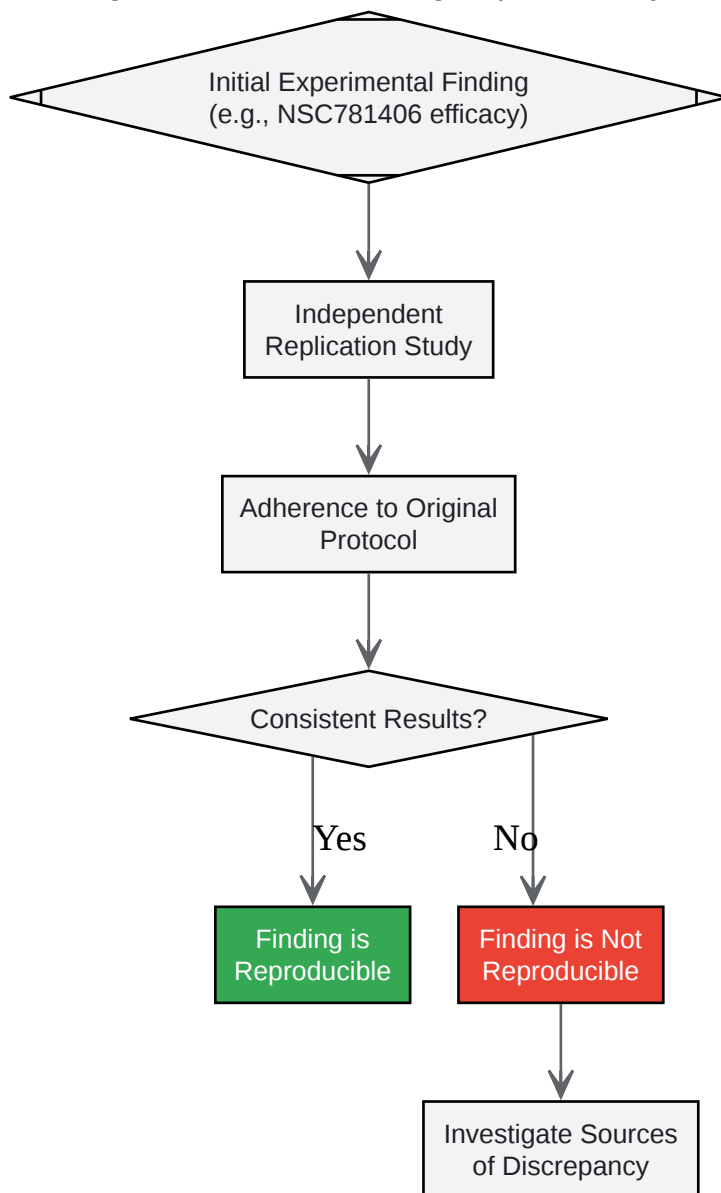 Initial Experimental Finding
(e.g., NSC781406 efficacy)
Independent
Replication Study
Adherence to Original
Protocol
Consistent Results?
Yes
No
Finding is
Reproducible
Finding is Not
Reproducible
Investigate Sources
of Discrepancy